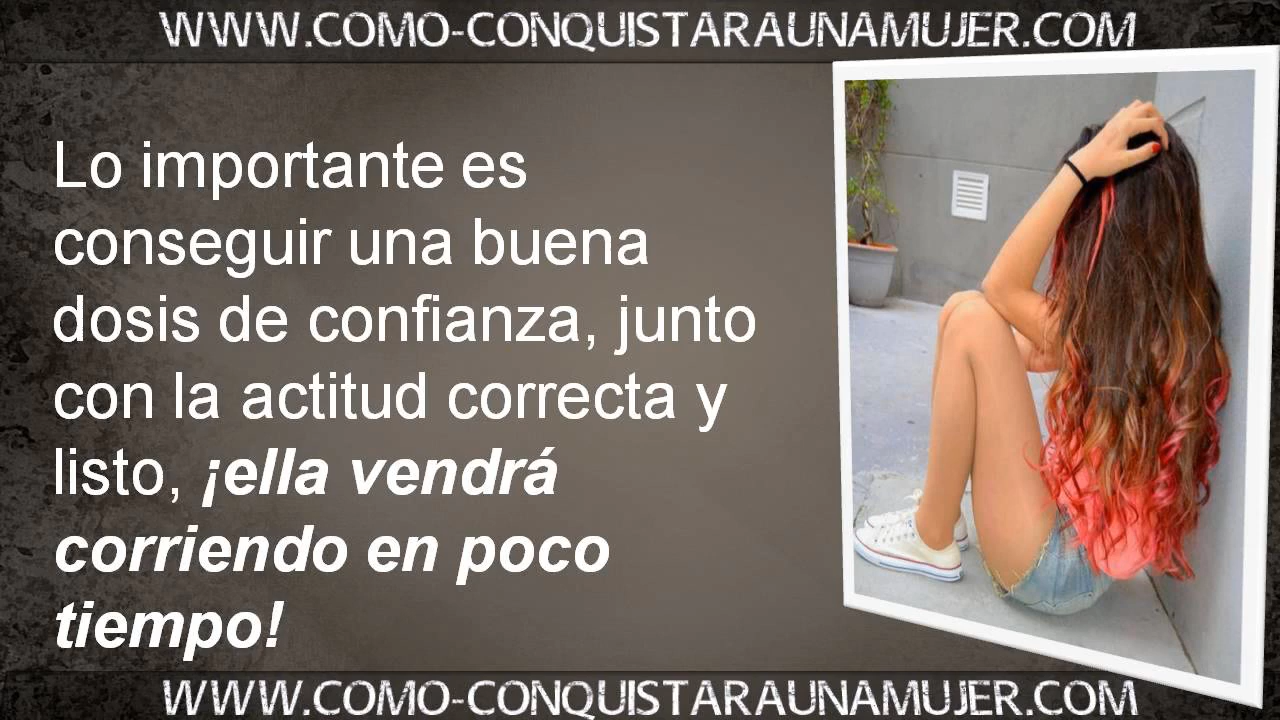 WWW.COMO-CONQUISTARAUNAMUJER.COM
Lo importante es
conseguir una buena
dosis de confianza, junto
con la actitud correcta y
listo, ¡ella vendrá
corriendo en poco
tiempo!
WWW.COMO-CONQUISTARAUNAMUJER.COM